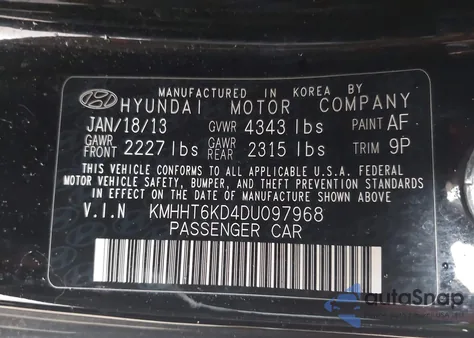 MANUFACTURED IN KOREA BY
HYUNDAI MOTOR COMPANY
JAN/18/13 GVWR 4343 lbs PAINT AF
GAWR FRONT 2227 lbs GAWR REAR 2315 lbs TRIM 9P
THIS VEHICLE CONFORMS TO ALL APPLICABLE U.S.A. FEDERAL
MOTOR VEHICLE SAFETY, BUMPER, AND THEFT PREVENTION
STANDARDS IN EFFECT ON THE DATE OF MANUFACTURE SHOWN ABOVE.
V.I.N KMHHT6KD4DU097968
PASSENGER CAR
autoSnap